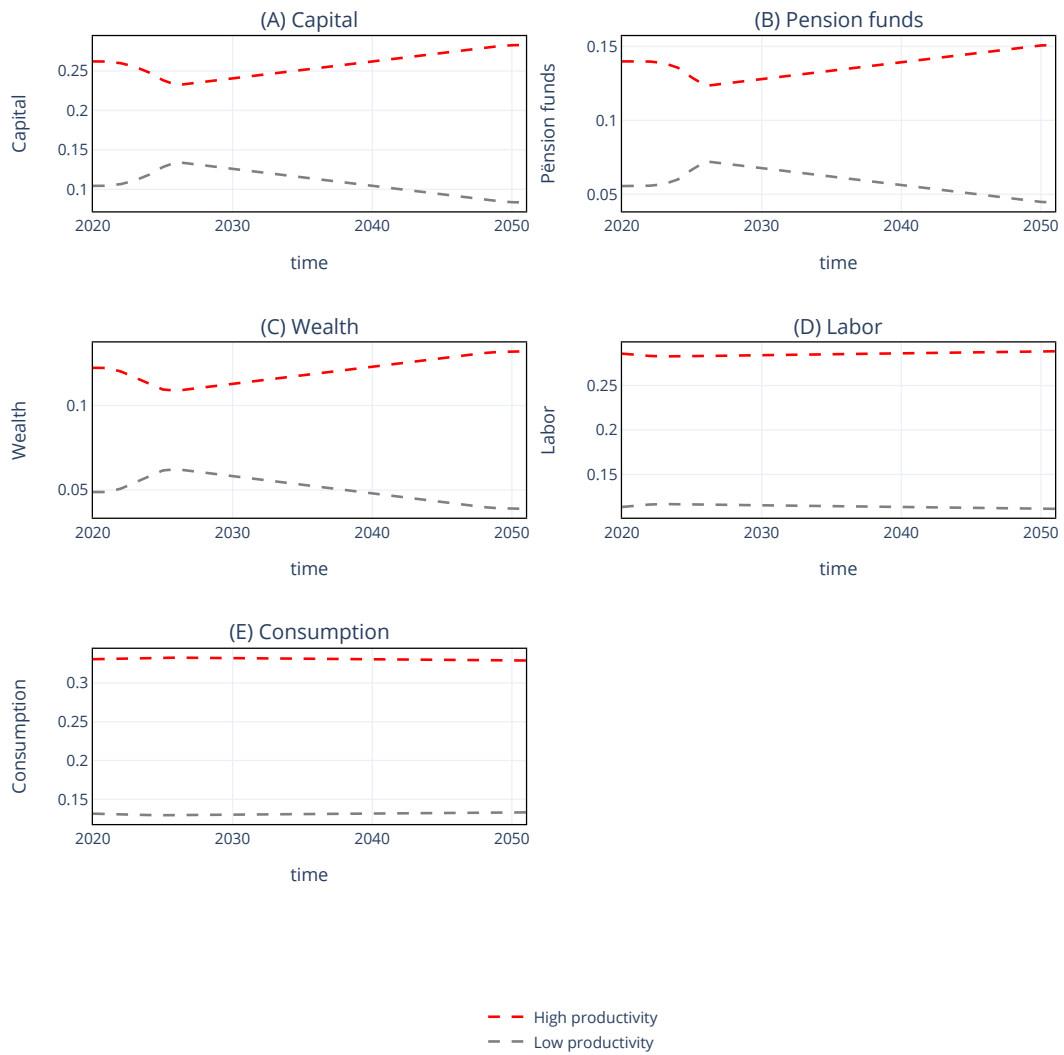 (A) Capital
Capital
0.25
0.2
0.15
0.1
2020 2030 2040 2050
time
(B) Pension funds
Pënsion funds
0.15
0.1
0.05
2020 2030 2040 2050
time
(C) Wealth
Wealth
0.1
0.05
2020 2030 2040 2050
time
(D) Labor
Labor
0.25
0.2
0.15
2020 2030 2040 2050
time
(E) Consumption
Consumption
0.3
0.25
0.2
0.15
2020 2030 2040 2050
time
High productivity
Low productivity